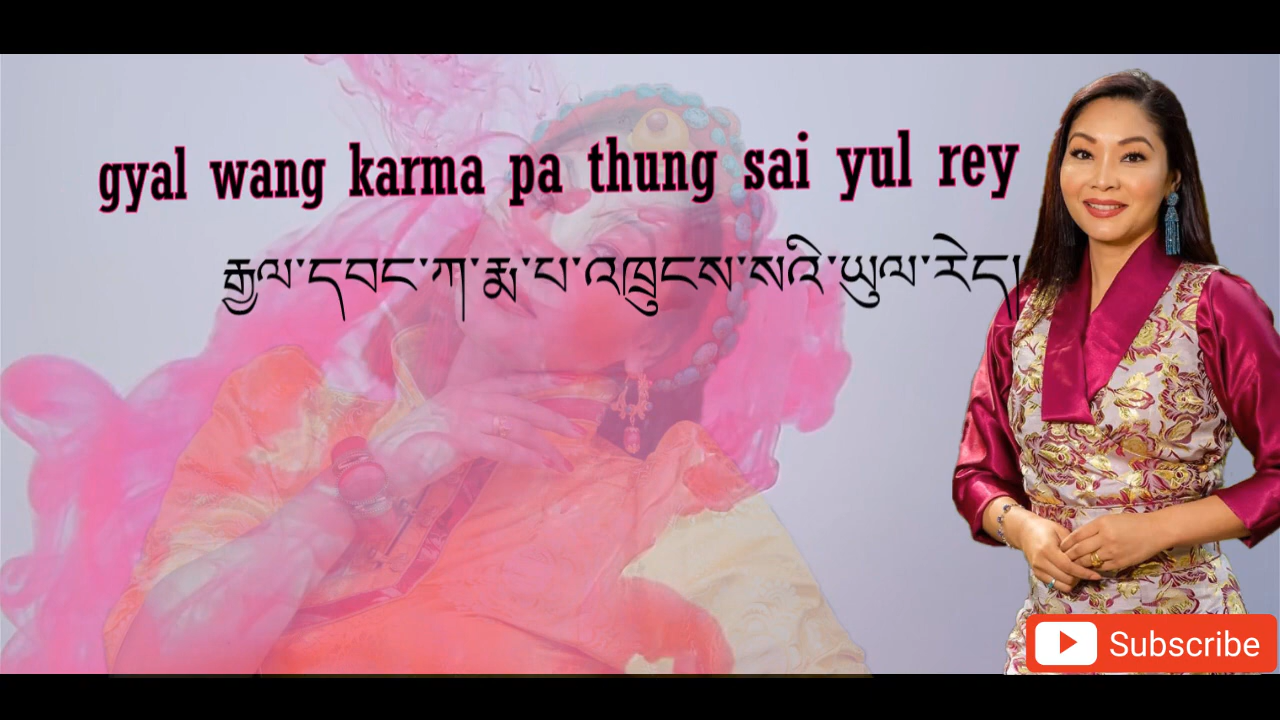 gyal wang karma pa thung sai yul rey
རྒྱལ་དབང་ཀ་རྨ་པ་འཁྲུངས་སའི་ཡུལ་རེད།
Subscribe